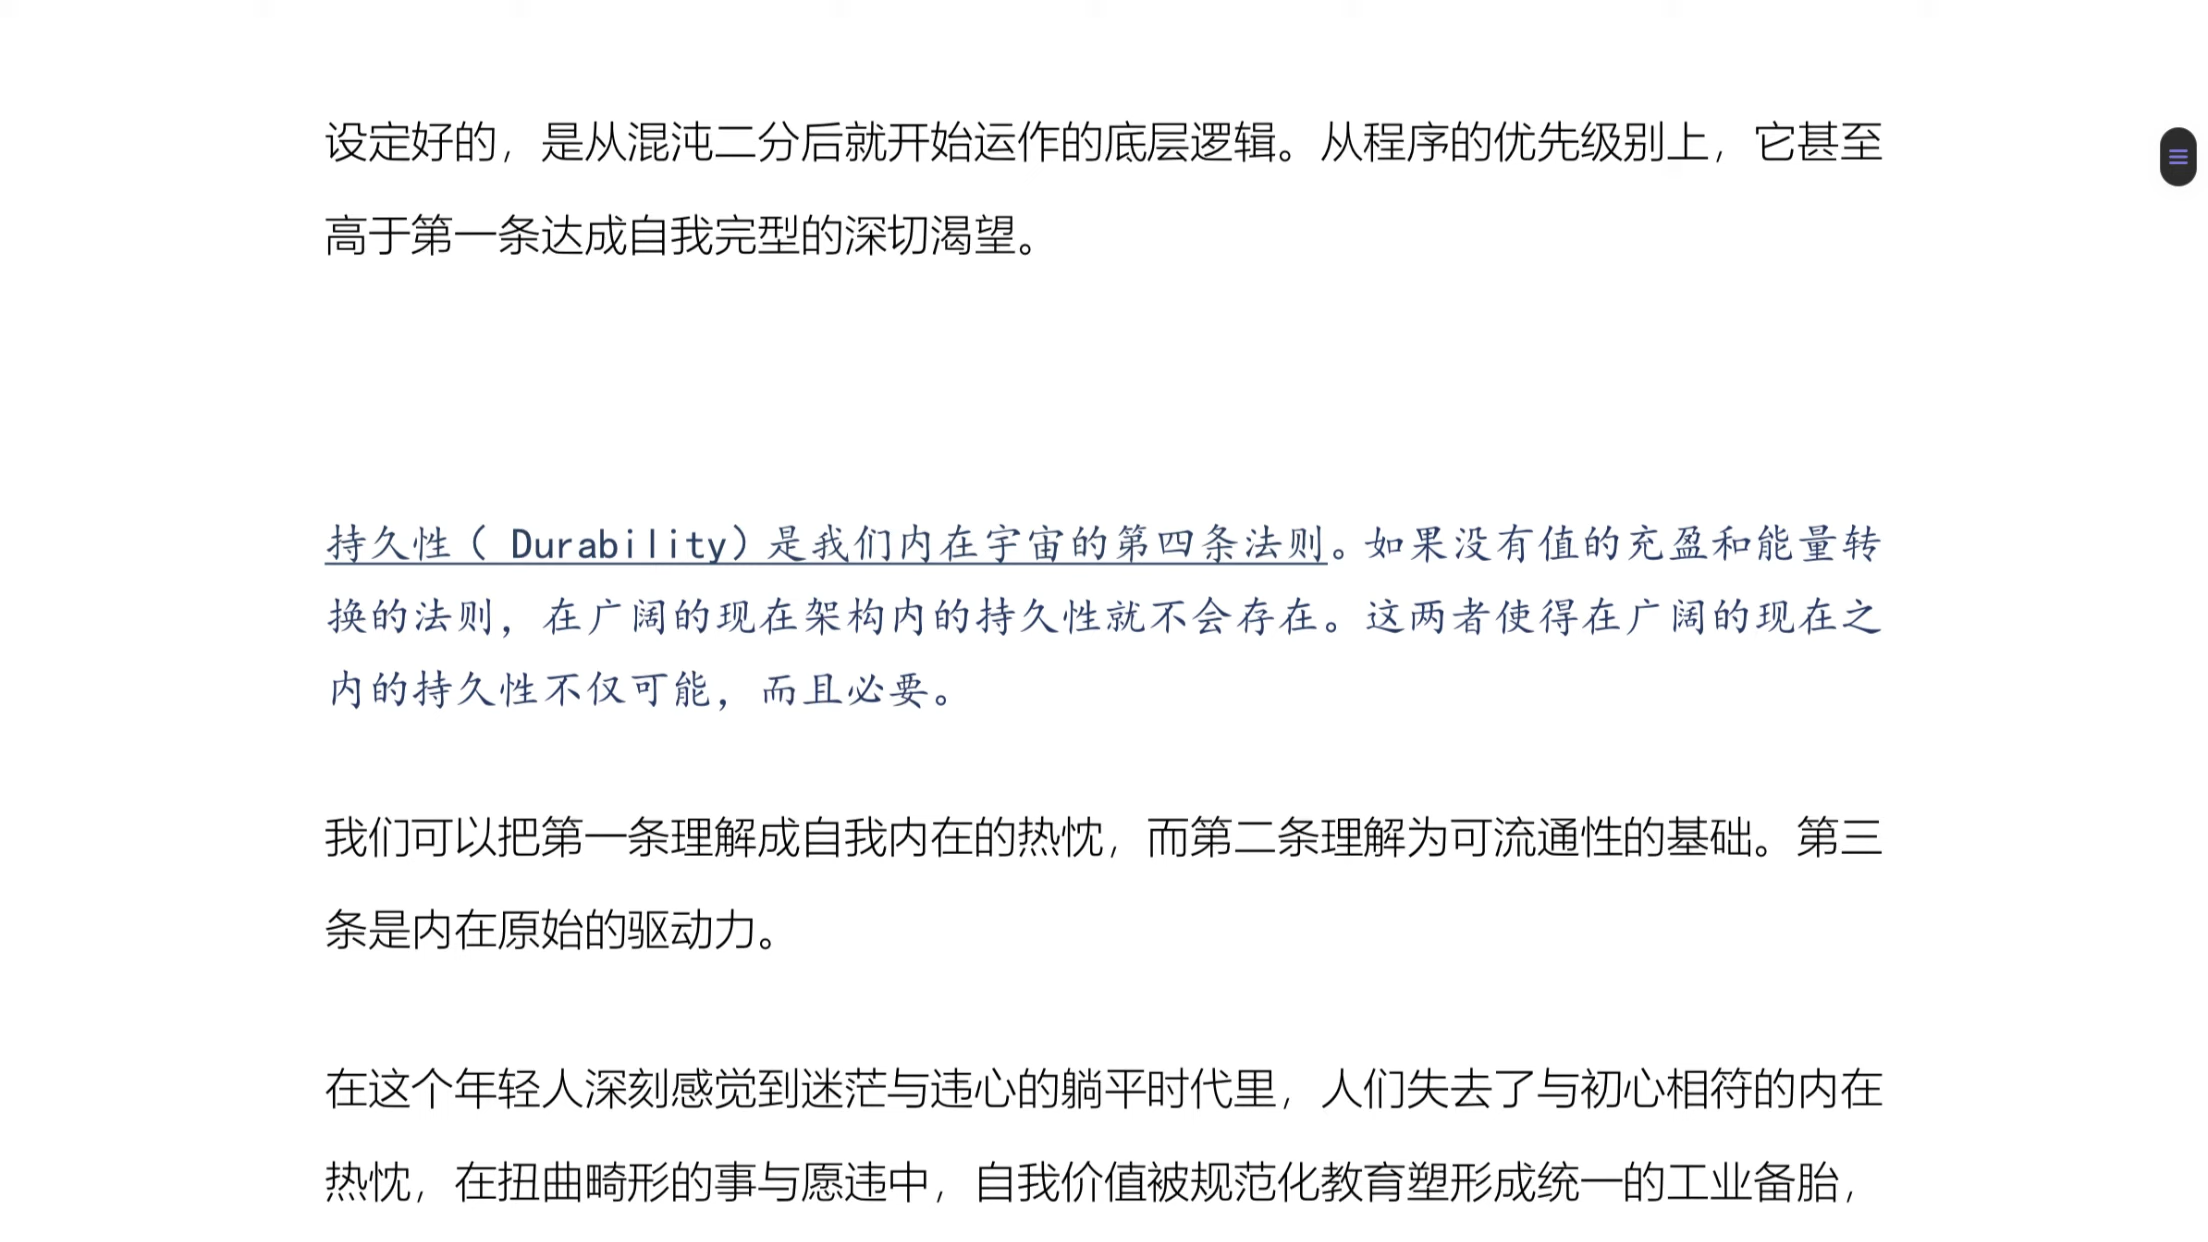 设定好的，是从混沌二分后就开始运作的底层逻辑。从程序的优先级别上，它甚至
高于第一条达成自我完型的深切渴望。
持久性（ Durability）是我们内在宇宙的第四条法则。如果没有值的充盈和能量转
换的法则，在广阔的现在架构内的持久性就不会存在。这两者使得在广阔的现在之
内的持久性不仅可能，而且必要。
我们可以把第一条理解成自我内在的热忱，而第二条理解为可流通性的基础。第三
条是内在原始的驱动力。
在这个年轻人深刻感觉到迷茫与违心的躺平时代里，人们失去了与初心相符的内在
热忱，在扭曲畸形的事与愿违中，自我价值被规范化教育塑形成统一的工业备胎，